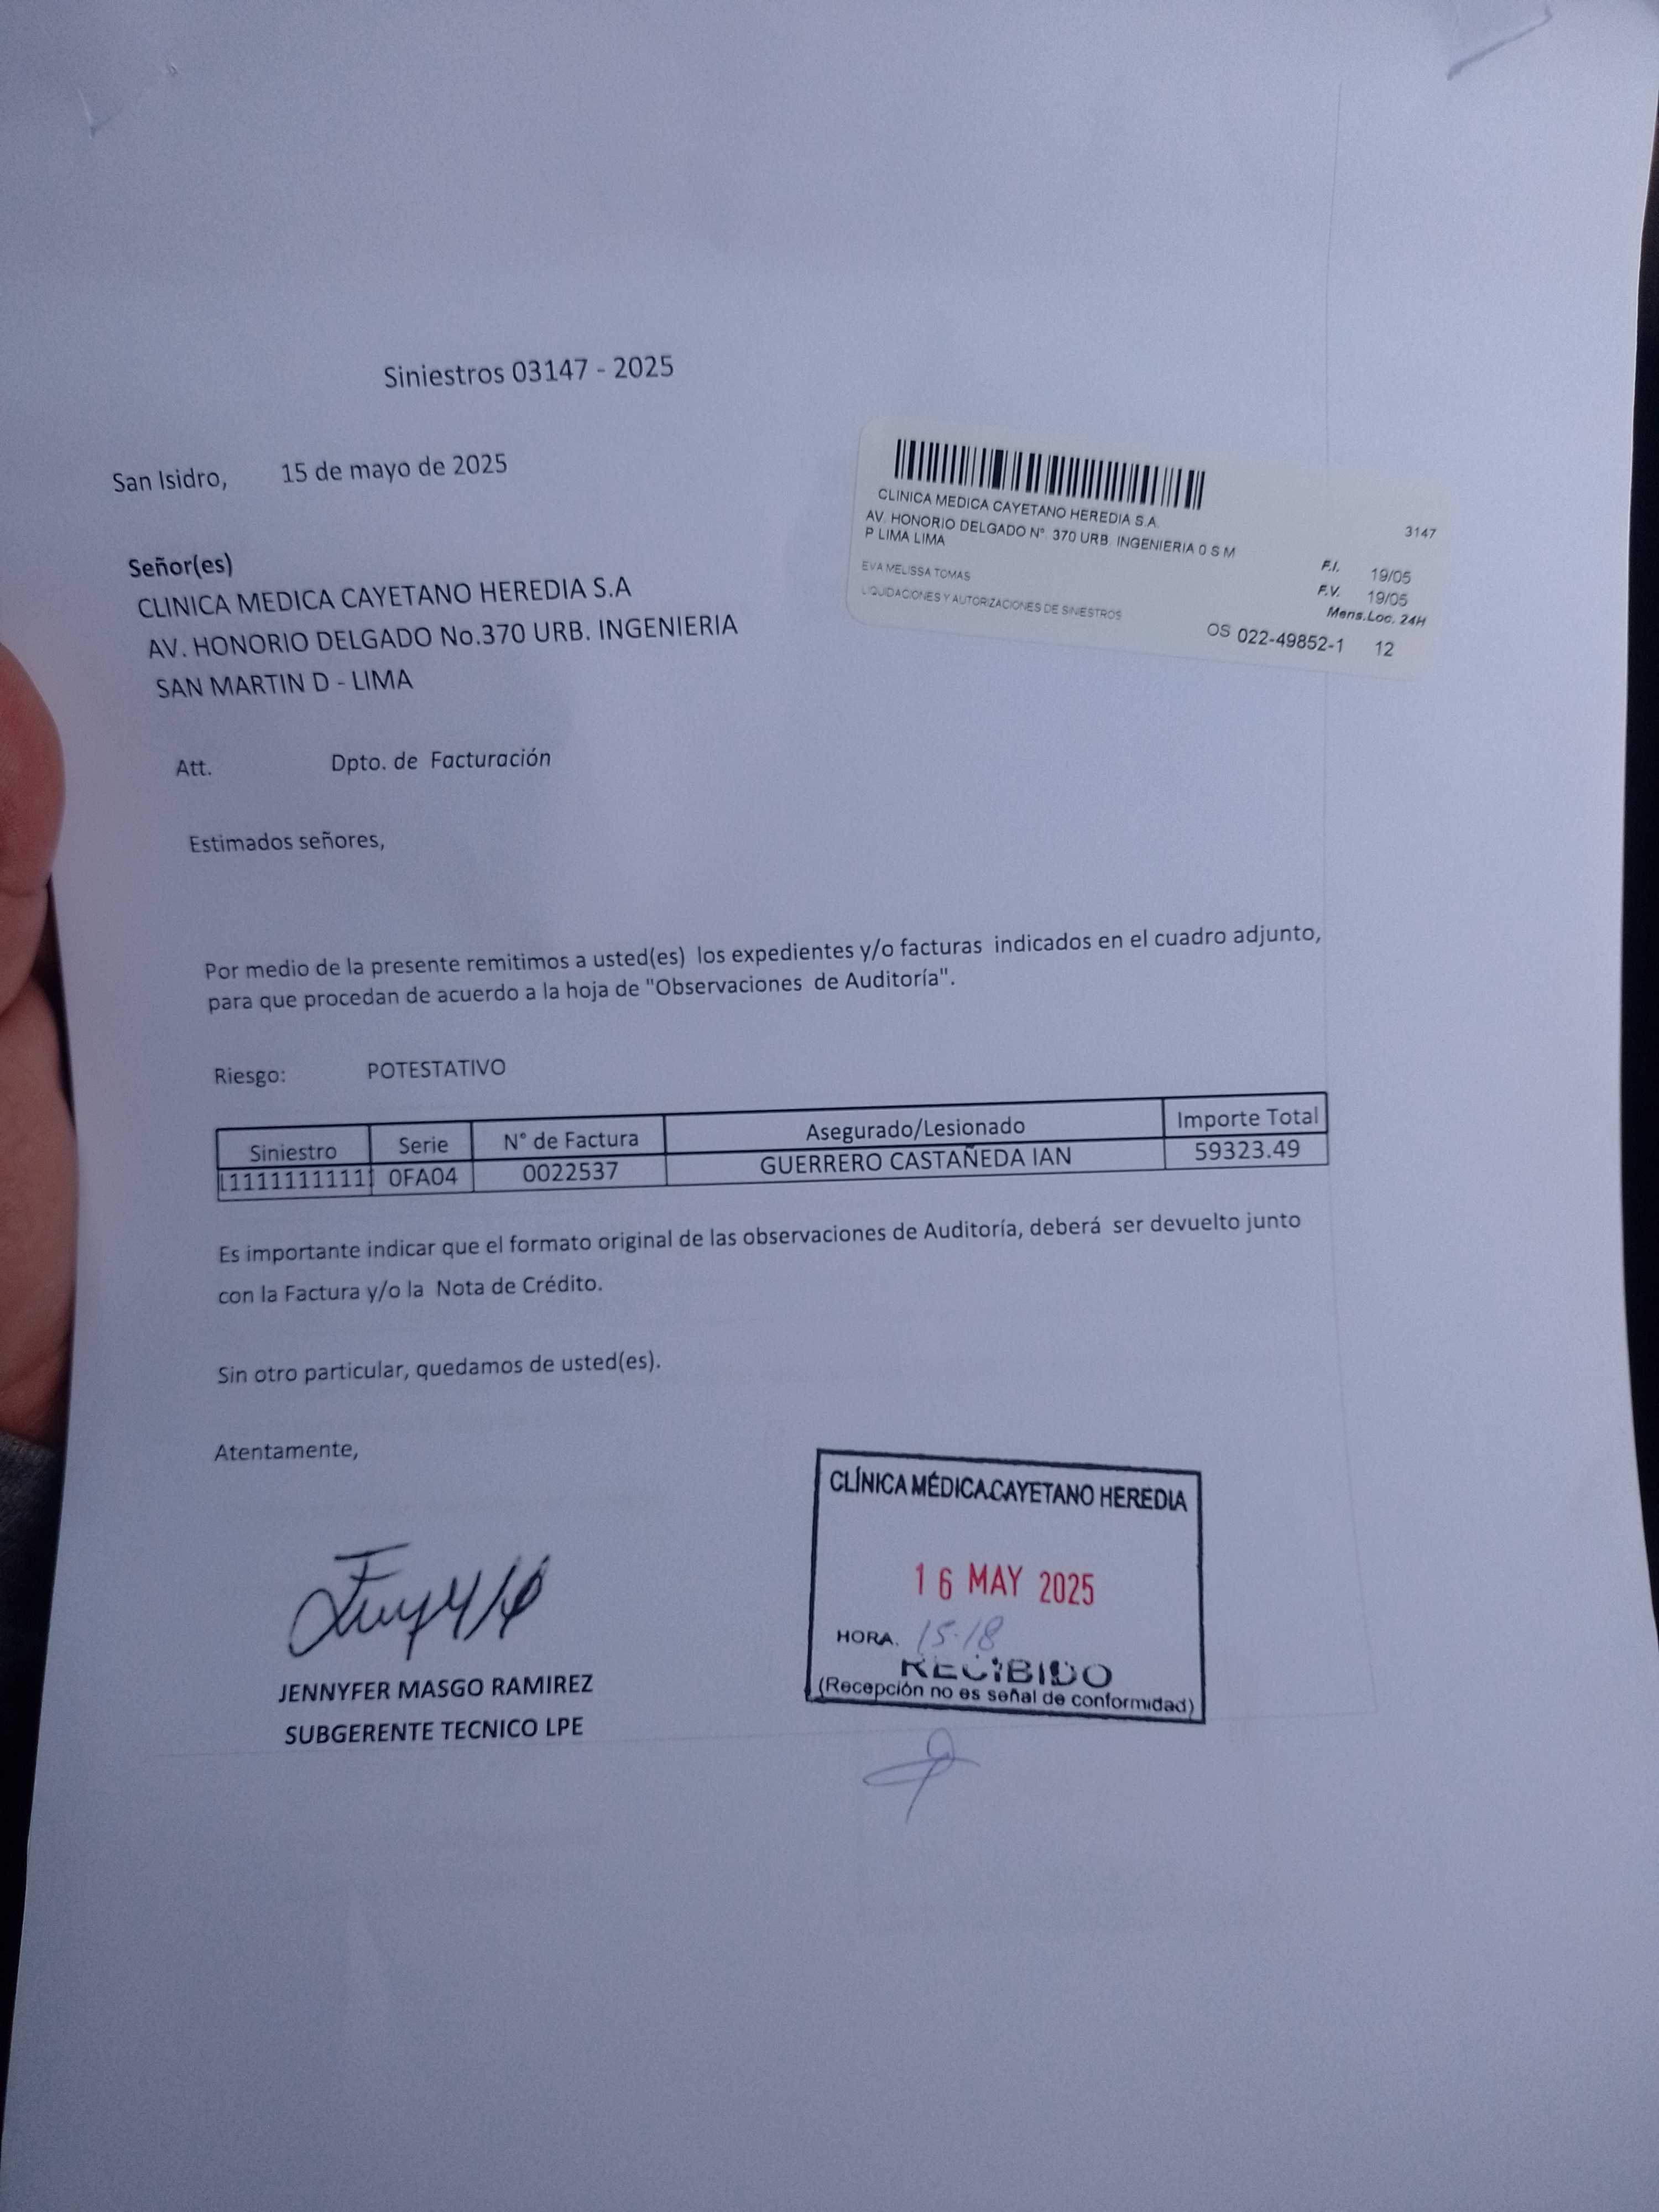 Siniestros 03147 - 2025
San Isidro, 15 de mayo de 2025
CLINICA MEDICA CAYETANO HEREDIA S.A.
AV. HONORIO DELGADO N°. 370 URB. INGENIERIA 0 S M
P LIMA LIMA
EVA MELISSA TOMAS
LIQUIDACIONES Y AUTORIZACIONES DE SINIESTROS
3147
F.I. 19/05
F.V. 19/05
Mens.Loc. 24H
OS 022-49852-1 12
Señor(es)
CLINICA MEDICA CAYETANO HEREDIA S.A
AV. HONORIO DELGADO No.370 URB. INGENIERIA
SAN MARTIN D - LIMA
Att. Dpto. de Facturación
Estimados señores,
Por medio de la presente remitimos a usted(es) los expedientes y/o facturas indicados en el cuadro adjunto,
para que procedan de acuerdo a la hoja de "Observaciones de Auditoría".
Riesgo: POTESTATIVO
Siniestro Serie N° de Factura Asegurado/Lesionado Importe Total
0FA04 0022537 GUERRERO CASTAÑEDA IAN 59323.49
Es importante indicar que el formato original de las observaciones de Auditoría, deberá ser devuelto junto
con la Factura y/o la Nota de Crédito.
Sin otro particular, quedamos de usted(es).
Atentamente,
JENNYFER MASGO RAMIREZ
SUBGERENTE TECNICO LPE
CLÍNICA MÉDICA CAYETANO HEREDIA
16 MAY 2025
HORA. 15:18
RECIBIDO
(Recepción no es señal de conformidad)